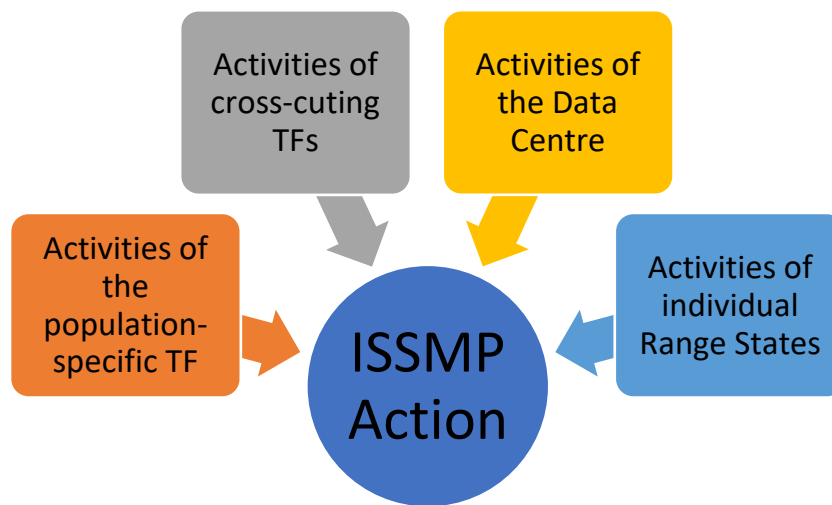 Activities of
cross-cuting
TFs
Activities of
the Data
Centre
Activities of
the
population-
specific TF
Activities of
individual
Range States
ISSMP
Action